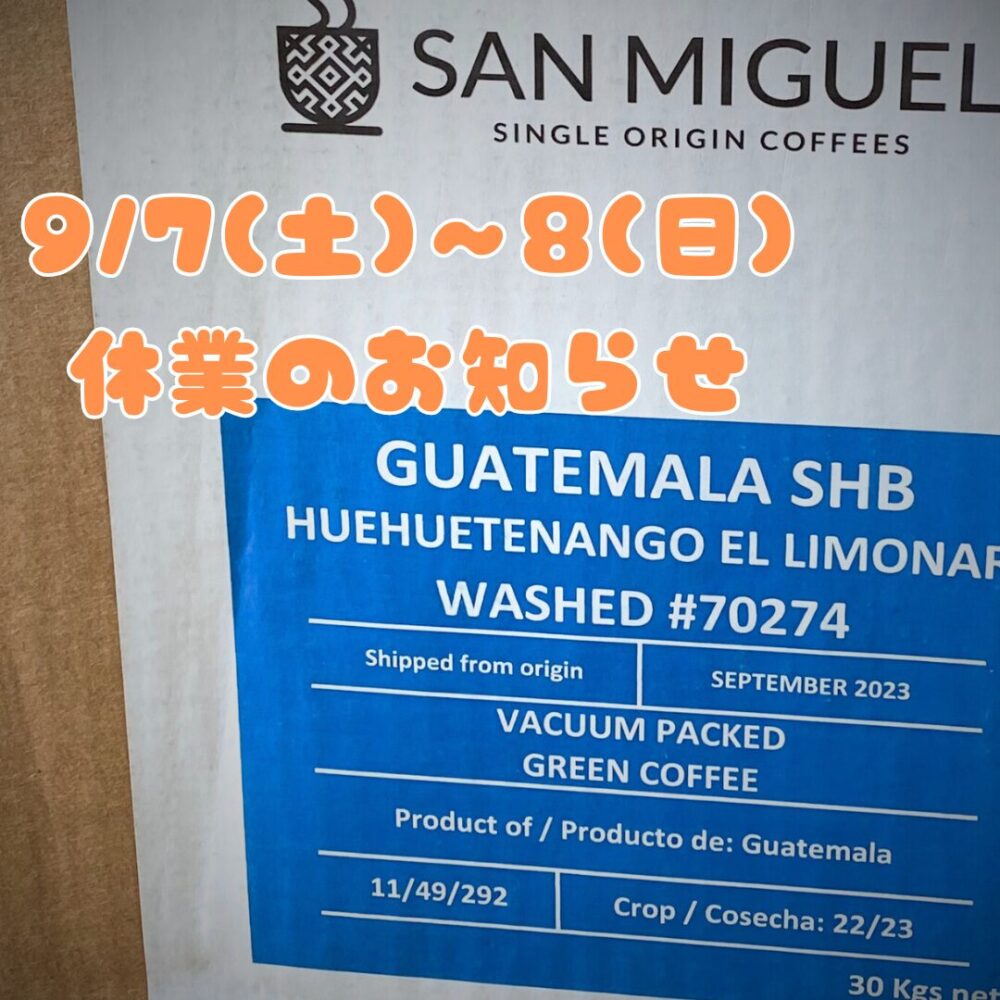 SAN MIGUEL
SINGLE ORIGIN COFFEES
9/7(土)~8(日)
休業のお知らせ
GUATEMALA SHB
HUEHUETENANGO EL LIMONAR
WASHED #70274
Shipped from origin SEPTEMBER 2023
VACUUM PACKED
GREEN COFFEE
Product of / Producto de: Guatemala
11/49/292 Crop / Cosecha: 22/23
30 Kgs net